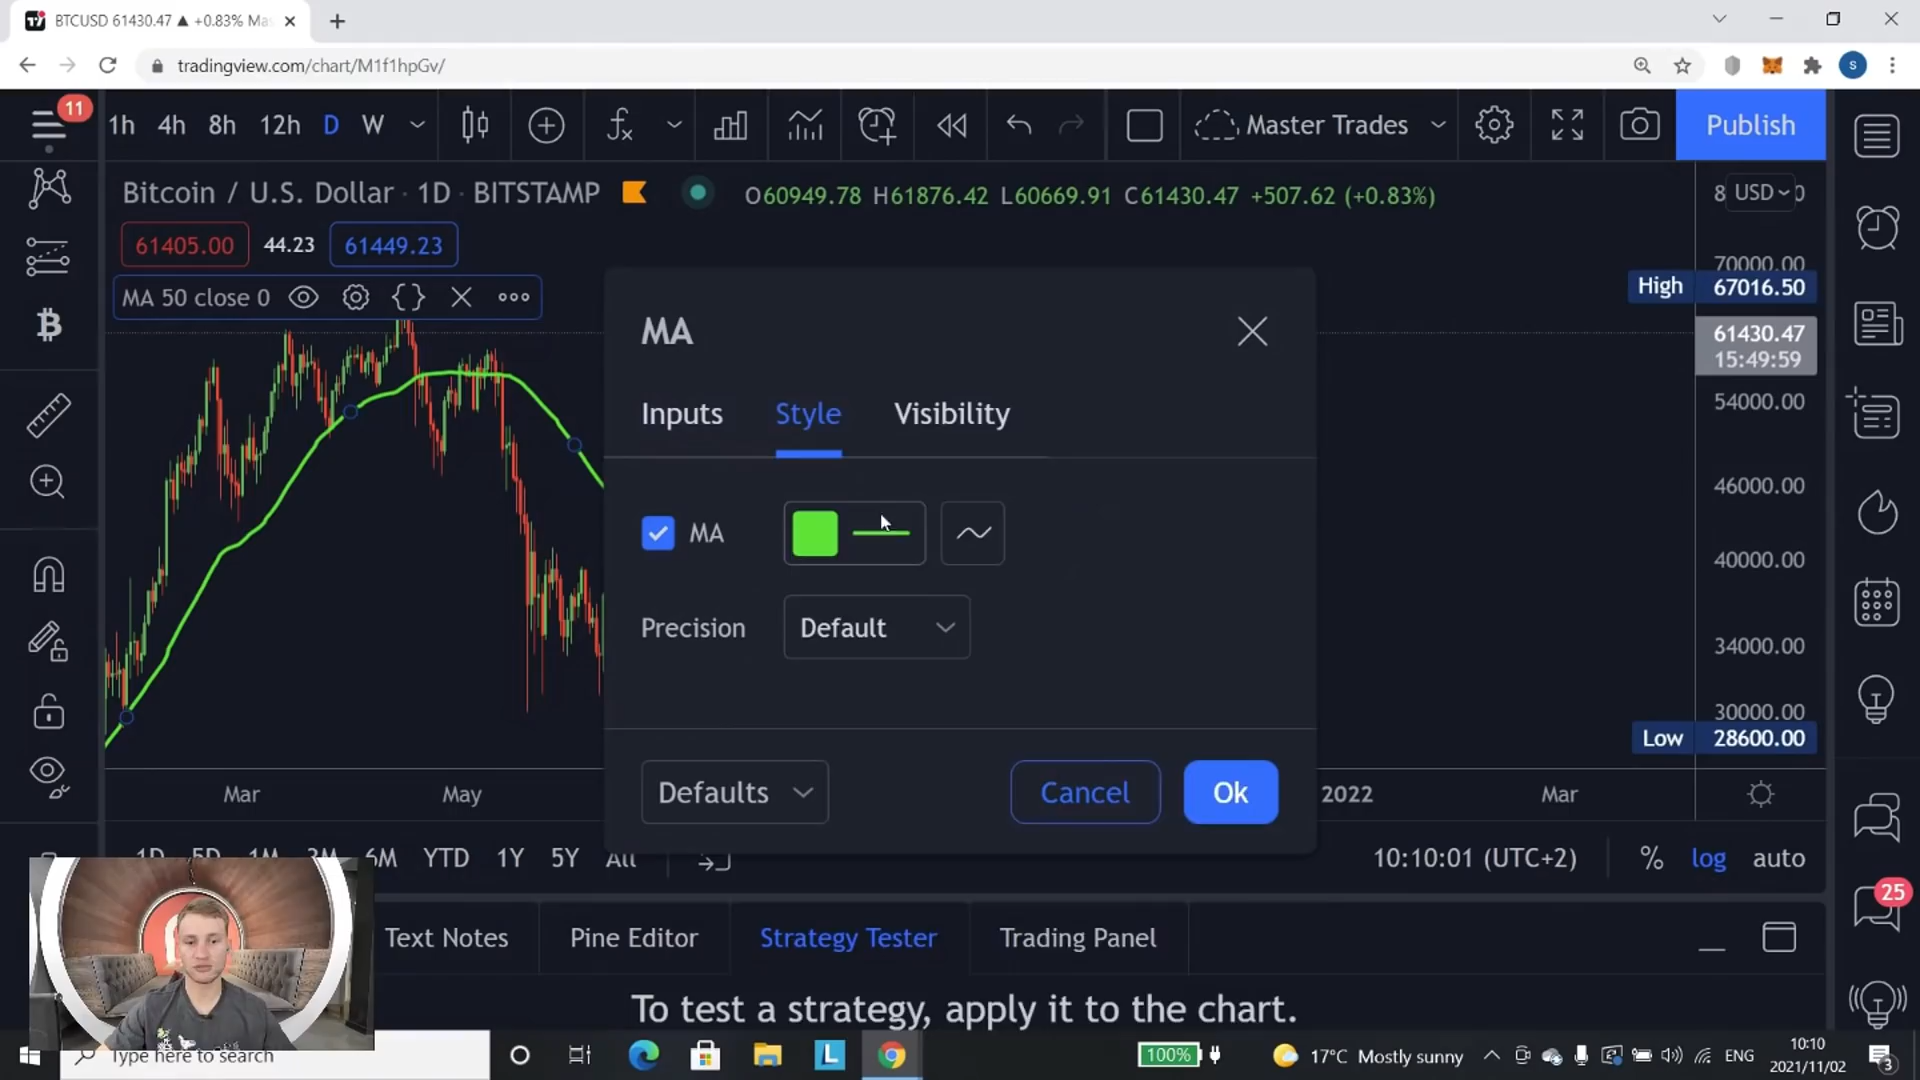 BTCUSD 61430.47 ▲ +0.83% Mas
tradingview.com/chart/M1f1hpGv/
S
11
1h 4h 8h 12h D W
Master Trades
Publish
Bitcoin / U.S. Dollar · 1D · BITSTAMP
O60949.78 H61876.42 L60669.91 C61430.47 +507.62 (+0.83%)
USD
61405.00 44.23 61449.23
MA 50 close 0
70000.00
High 67016.50
61430.47
15:49:59
54000.00
46000.00
40000.00
34000.00
30000.00
Low 28600.00
MA
Inputs Style Visibility
MA
Precision Default
Defaults Cancel Ok
Mar May 2022 Mar
1D 5D 1M 3M 6M YTD 1Y 5Y All
10:10:01 (UTC+2) % log auto
25
Text Notes Pine Editor Strategy Tester Trading Panel
To test a strategy, apply it to the chart.
Type here to search
100%
17°C Mostly sunny
ENG
10:10
2021/11/02
3